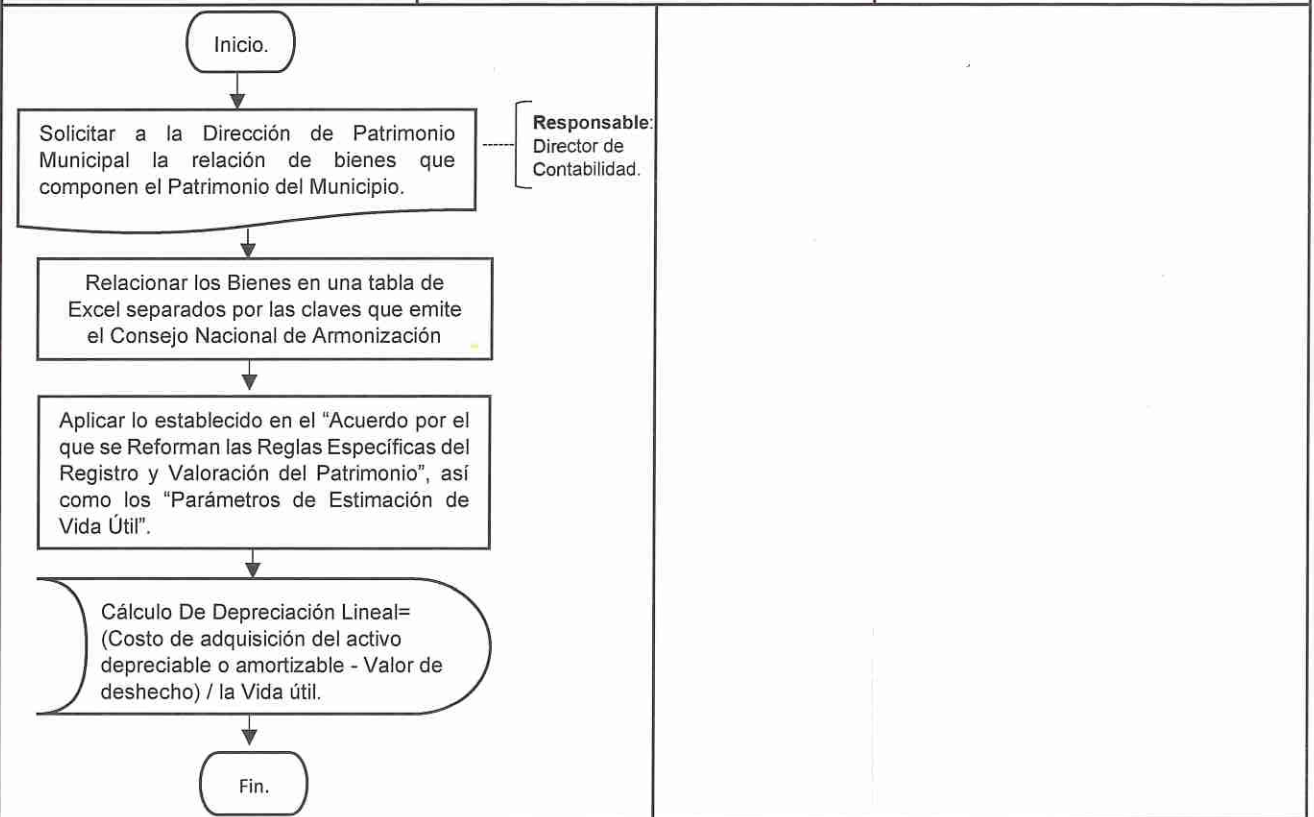 Inicio.
Solicitar a la Dirección de Patrimonio
Municipal la relación de bienes que
componen el Patrimonio del Municipio.
Responsable:
Director de
Contabilidad.
Relacionar los Bienes en una tabla de
Excel separados por las claves que emite
el Consejo Nacional de Armonización
Aplicar lo establecido en el “Acuerdo por el
que se Reforman las Reglas Específicas del
Registro y Valoración del Patrimonio”, así
como los “Parámetros de Estimación de
Vida Útil”.
Cálculo De Depreciación Lineal=
(Costo de adquisición del activo
depreciable o amortizable - Valor de
deshecho) / la Vida útil.
Fin.